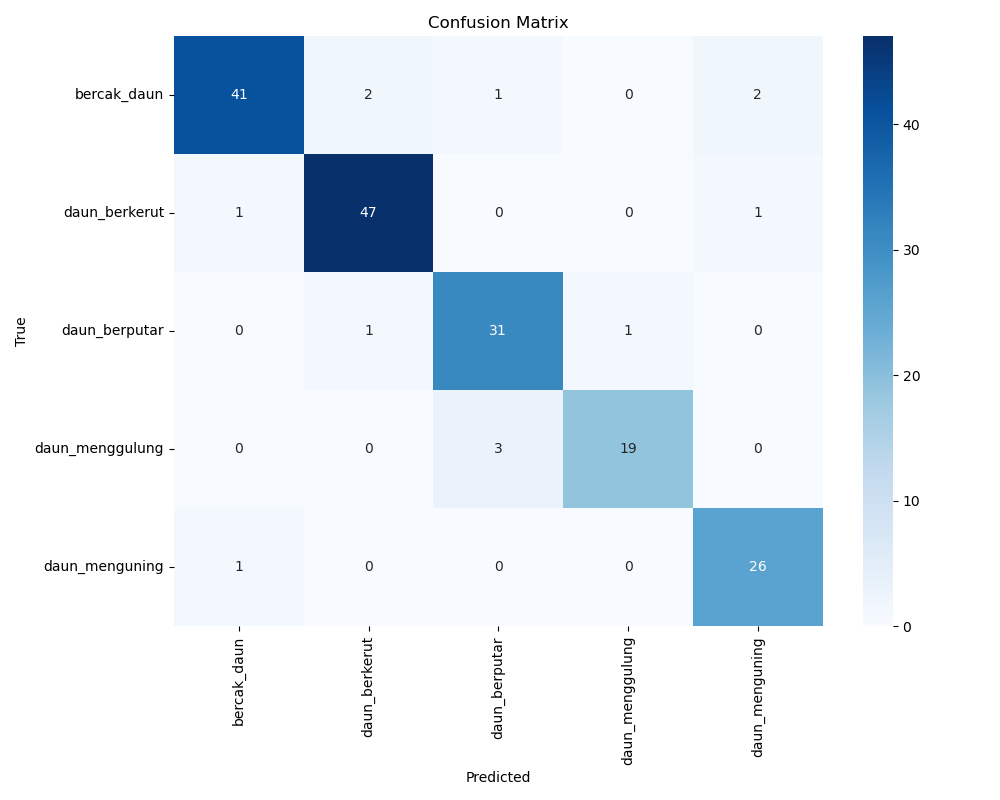 Confusion Matrix
True
bercak_daun 41 2 1 0 2
daun_berkerut 1 47 0 0 1
daun_berputar 0 1 31 1 0
daun_menggulung 0 0 3 19 0
daun_menguning 1 0 0 0 26
bercak_daun daun_berkerut daun_berputar daun_menggulung daun_menguning
Predicted
40
30
20
10
0